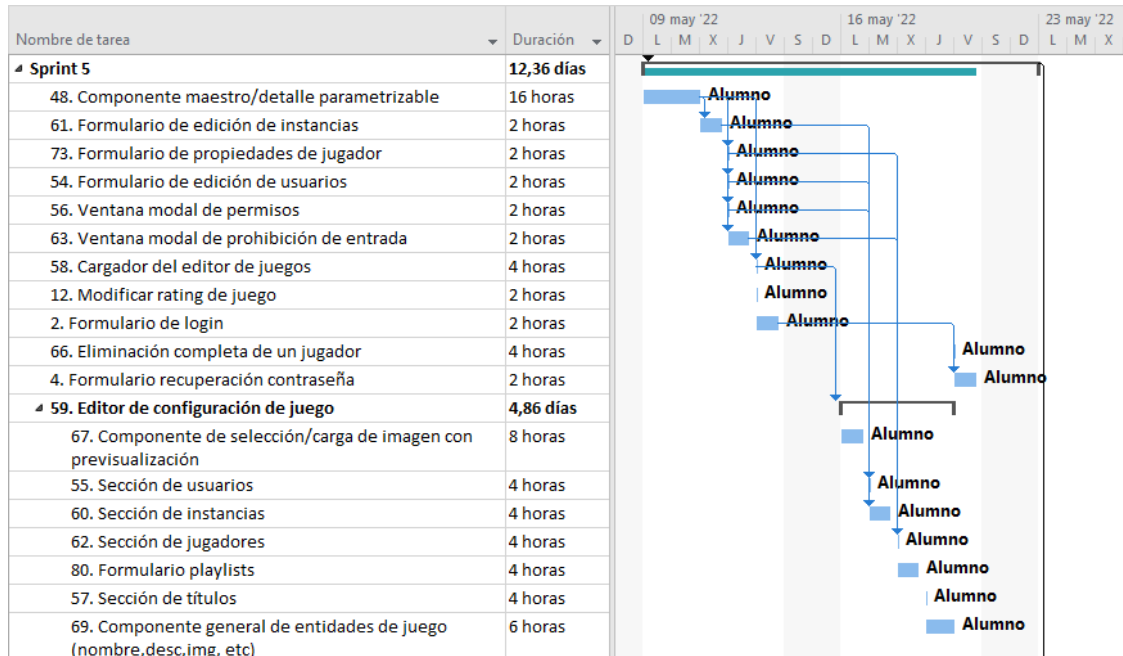 09 may '22 16 may '22 23 may '22
Nombre de tarea Duración D L M X J V S D L M X J V S D L M X
Sprint 5 12,36 días
48. Componente maestro/detalle parametrizable 16 horas Alumno
61. Formulario de edición de instancias 2 horas Alumno
73. Formulario de propiedades de jugador 2 horas Alumno
54. Formulario de edición de usuarios 2 horas Alumno
56. Ventana modal de permisos 2 horas Alumno
63. Ventana modal de prohibición de entrada 2 horas Alumno
58. Cargador del editor de juegos 4 horas Alumno
12. Modificar rating de juego 2 horas Alumno
2. Formulario de login 2 horas Alumno
66. Eliminación completa de un jugador 4 horas Alumno
4. Formulario recuperación contraseña 2 horas Alumno
59. Editor de configuración de juego 4,86 días
67. Componente de selección/carga de imagen con 8 horas Alumno
previsualización
55. Sección de usuarios 4 horas Alumno
60. Sección de instancias 4 horas Alumno
62. Sección de jugadores 4 horas Alumno
80. Formulario playlists 4 horas Alumno
57. Sección de títulos 4 horas Alumno
69. Componente general de entidades de juego 6 horas Alumno
(nombre,desc,img, etc)